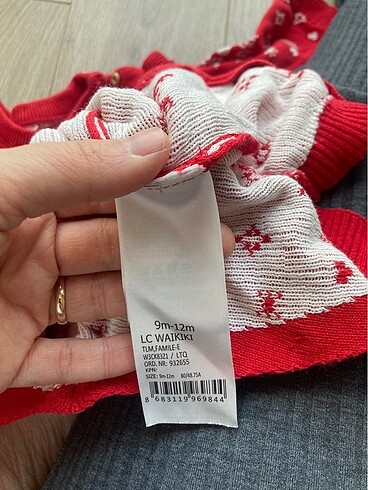 9m-12m
LC WAIKIKI
TLM,FAMILE-E
W3CX83Z1 / LTQ
ORD. NR: 932655
KPN:
SIZE: 9m-12m 80/48.75A
8 683119 969844